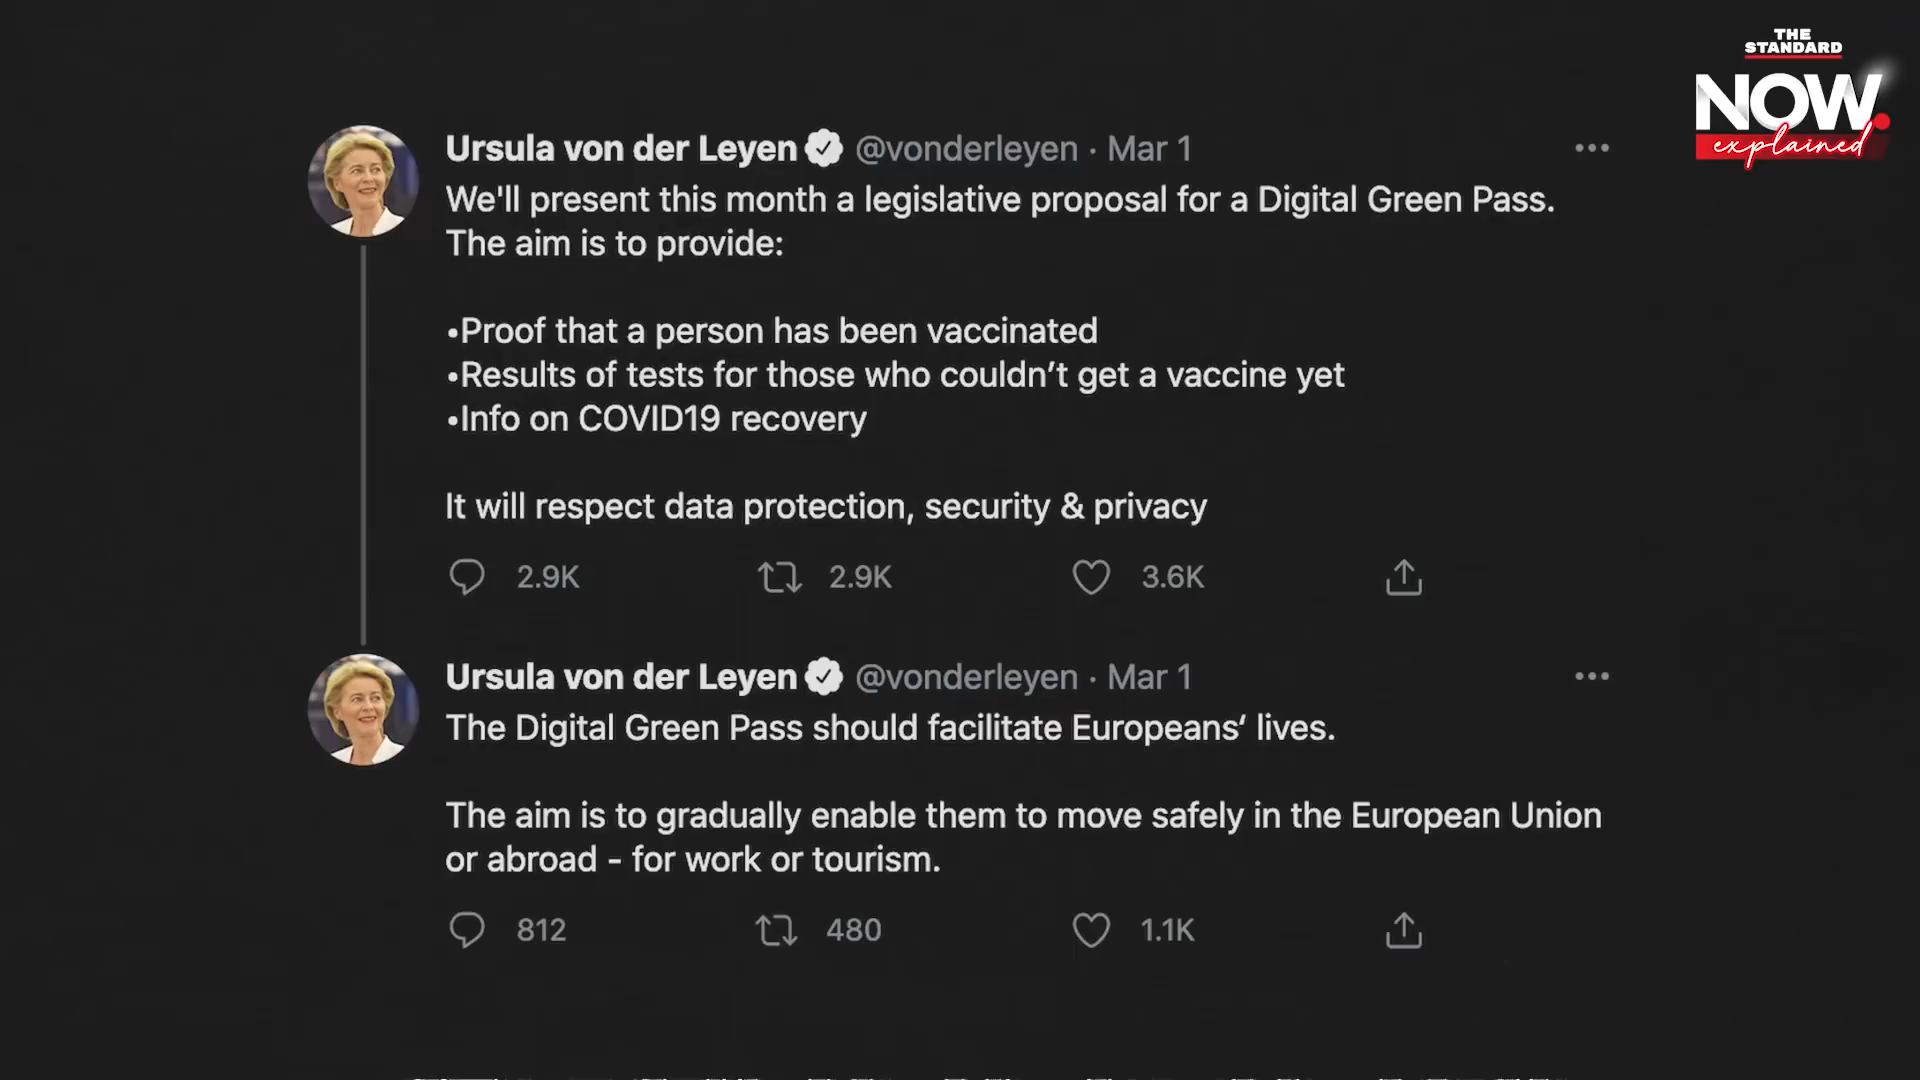 THE
STANDARD
NOW.
explained
Ursula von der Leyen @vonderleyen · Mar 1
We'll present this month a legislative proposal for a Digital Green Pass.
The aim is to provide:
•Proof that a person has been vaccinated
•Results of tests for those who couldn’t get a vaccine yet
•Info on COVID19 recovery
It will respect data protection, security & privacy
2.9K 2.9K 3.6K
Ursula von der Leyen @vonderleyen · Mar 1
The Digital Green Pass should facilitate Europeans‘ lives.
The aim is to gradually enable them to move safely in the European Union
or abroad - for work or tourism.
812 480 1.1K